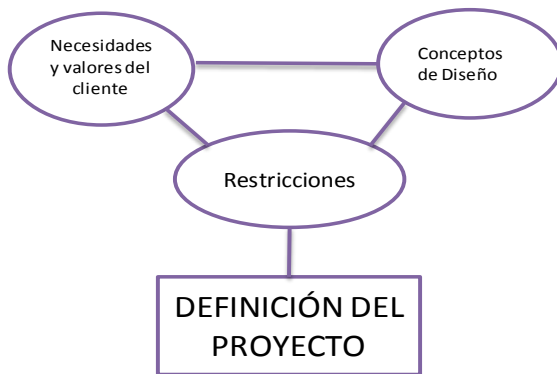 Necesidades
y valores del
cliente
Conceptos
de Diseño
Restricciones
DEFINICIÓN DEL
PROYECTO